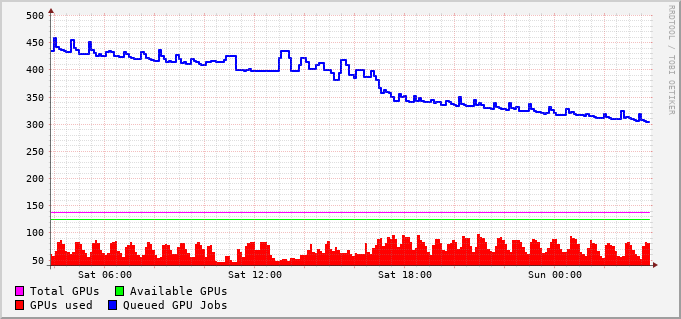 500
450
400
350
300
250
200
150
100
50
Sat 06:00 Sat 12:00 Sat 18:00 Sun 00:00
Total GPUs Available GPUs
GPUs used Queued GPU Jobs
RRDTOOL / TOBI OETIKER